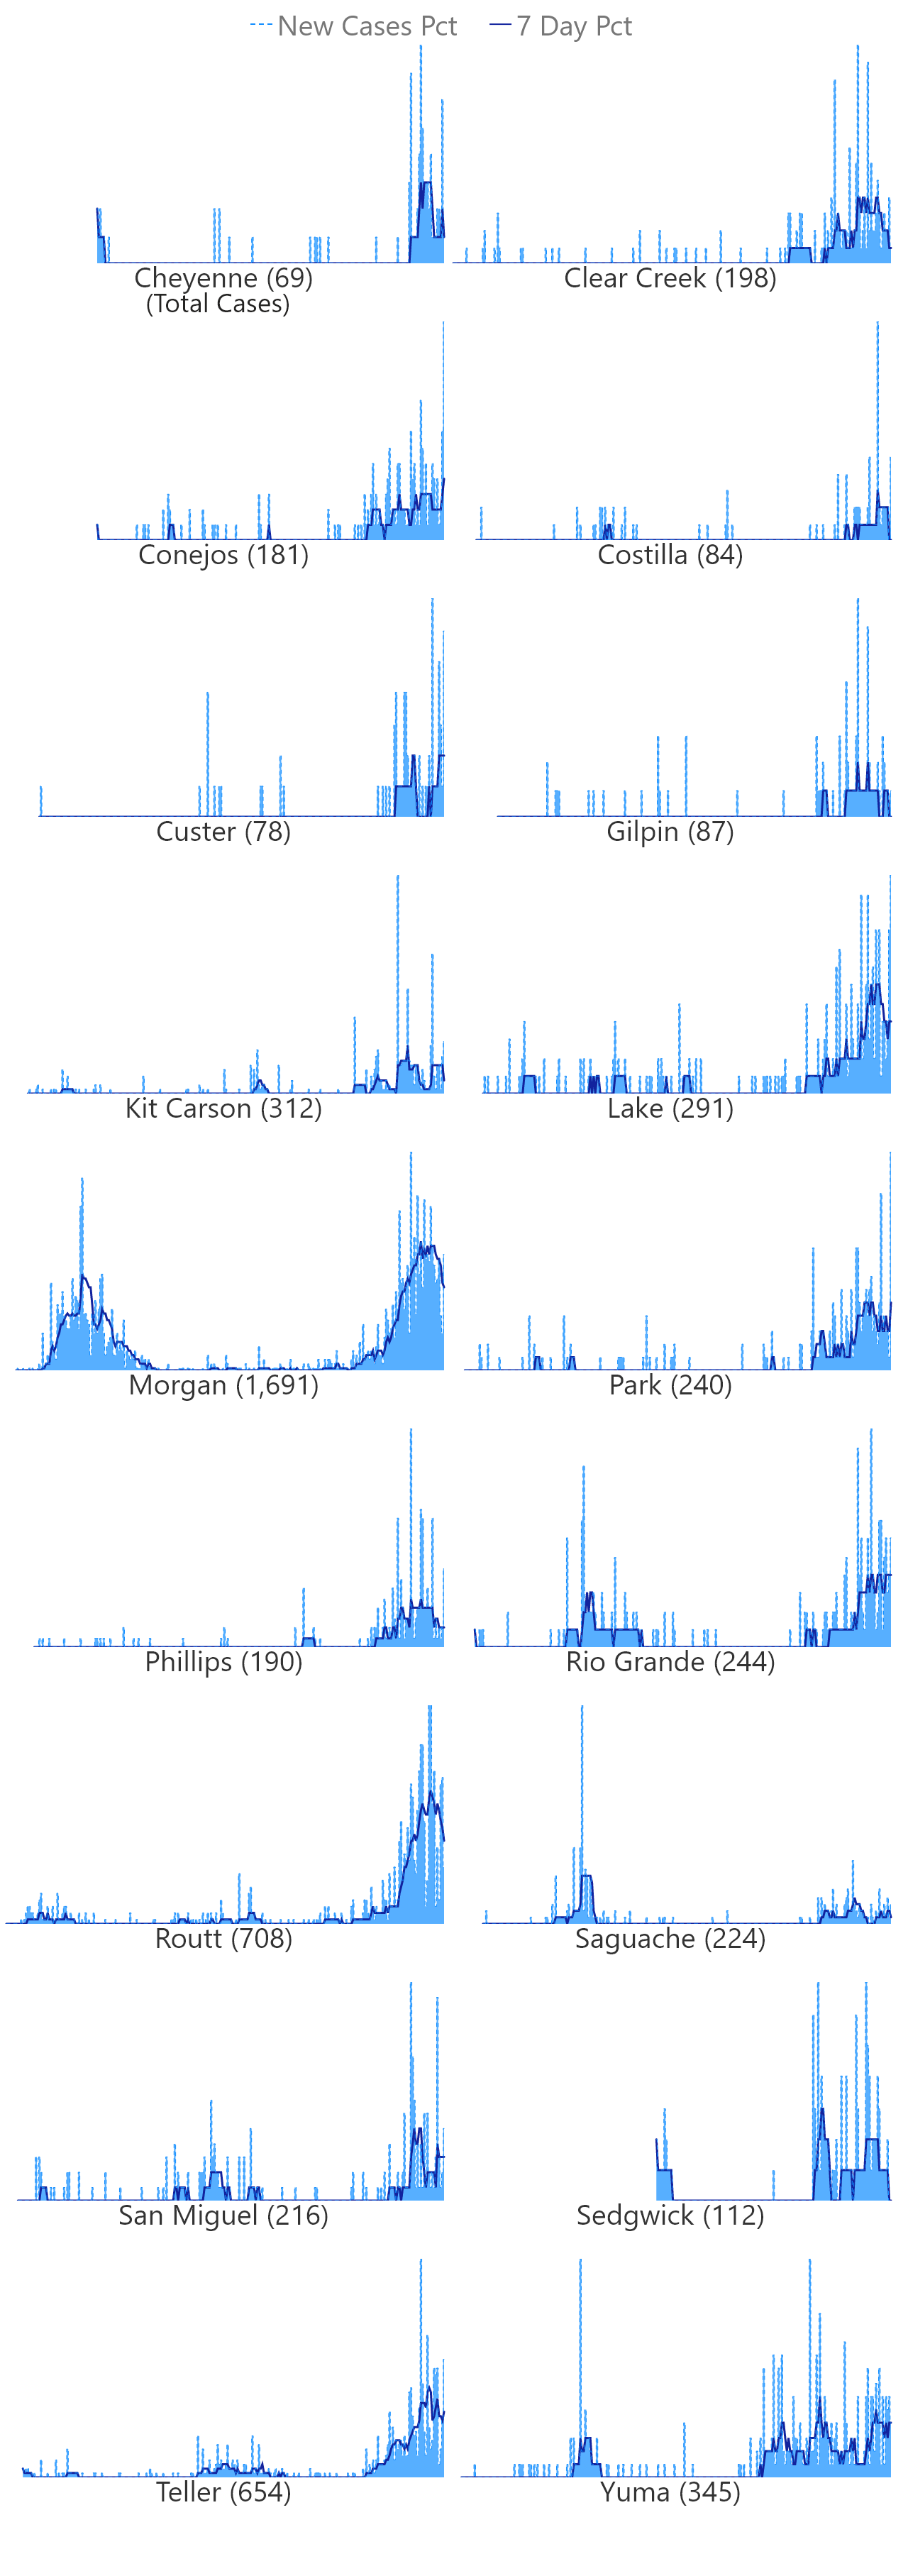 New Cases Pct 7 Day Pct
Cheyenne (69) Clear Creek (198)
(Total Cases)
Conejos (181) Costilla (84)
Custer (78) Gilpin (87)
Kit Carson (312) Lake (291)
Morgan (1,691) Park (240)
Phillips (190) Rio Grande (244)
Routt (708) Saguache (224)
San Miguel (216) Sedgwick (112)
Teller (654) Yuma (345)